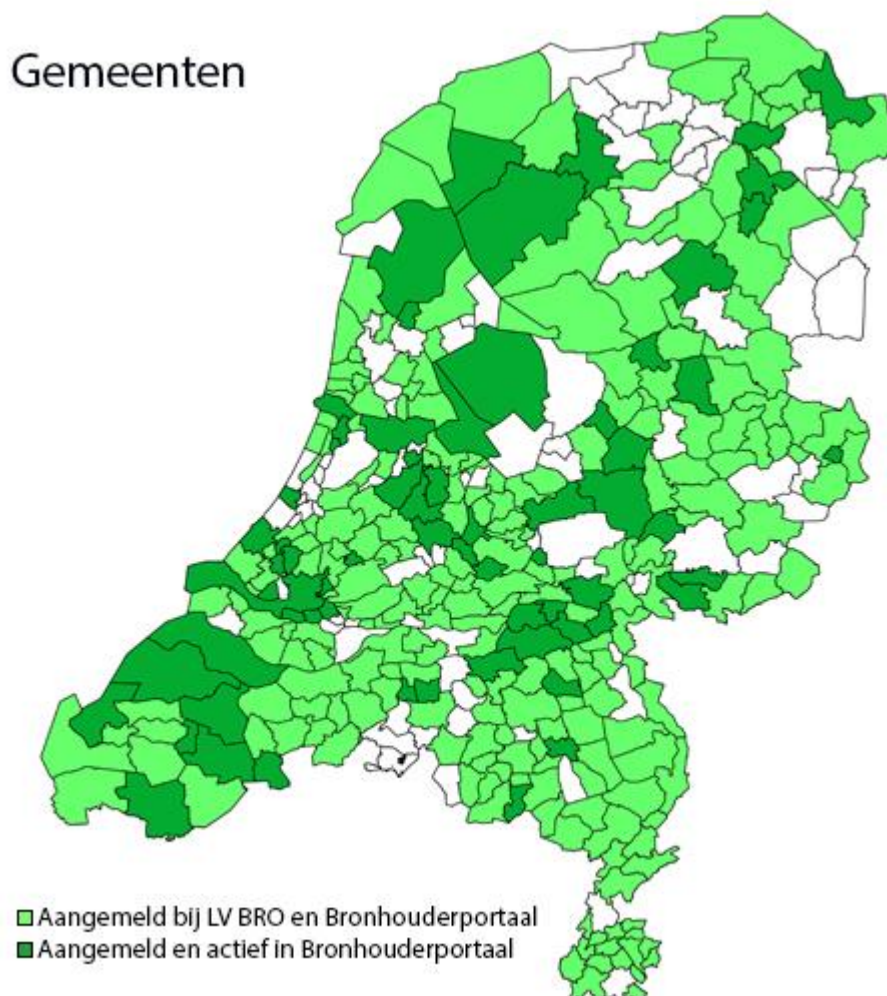 Gemeenten
Aangemeld bij LV BRO en Bronhouderportaal
Aangemeld en actief in Bronhouderportaal